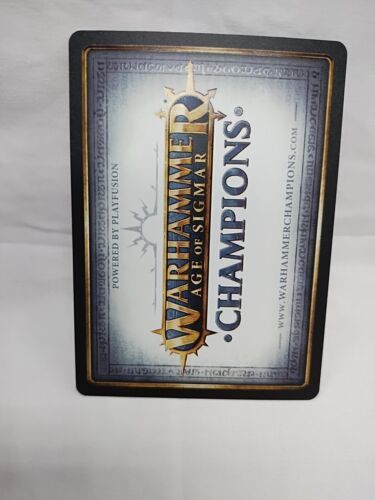 POWERED BY PLAYFUSION
WARHAMMER
AGE OF SIGMAR
·CHAMPIONS·
— WWW.WARHAMMERCHAMPIONS.COM —